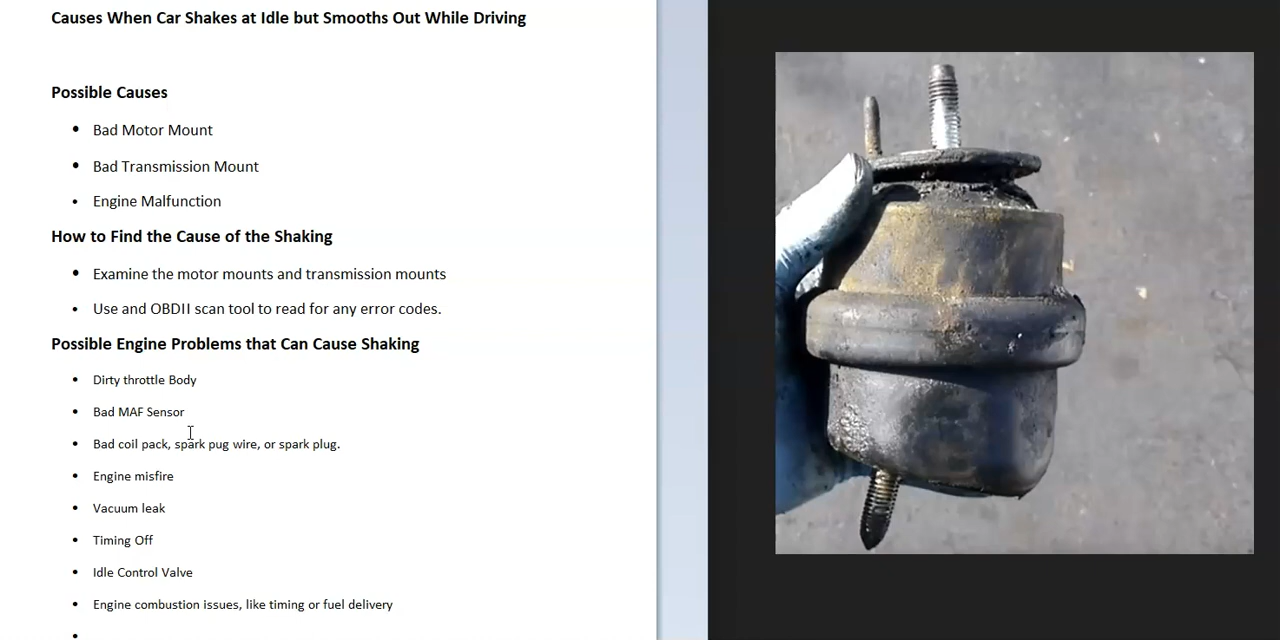 Causes When Car Shakes at Idle but Smooths Out While Driving
Possible Causes
Bad Motor Mount
Bad Transmission Mount
Engine Malfunction
How to Find the Cause of the Shaking
Examine the motor mounts and transmission mounts
Use and OBDII scan tool to read for any error codes.
Possible Engine Problems that Can Cause Shaking
Dirty throttle Body
Bad MAF Sensor
Bad coil pack, spark pug wire, or spark plug.
Engine misfire
Vacuum leak
Timing Off
Idle Control Valve
Engine combustion issues, like timing or fuel delivery